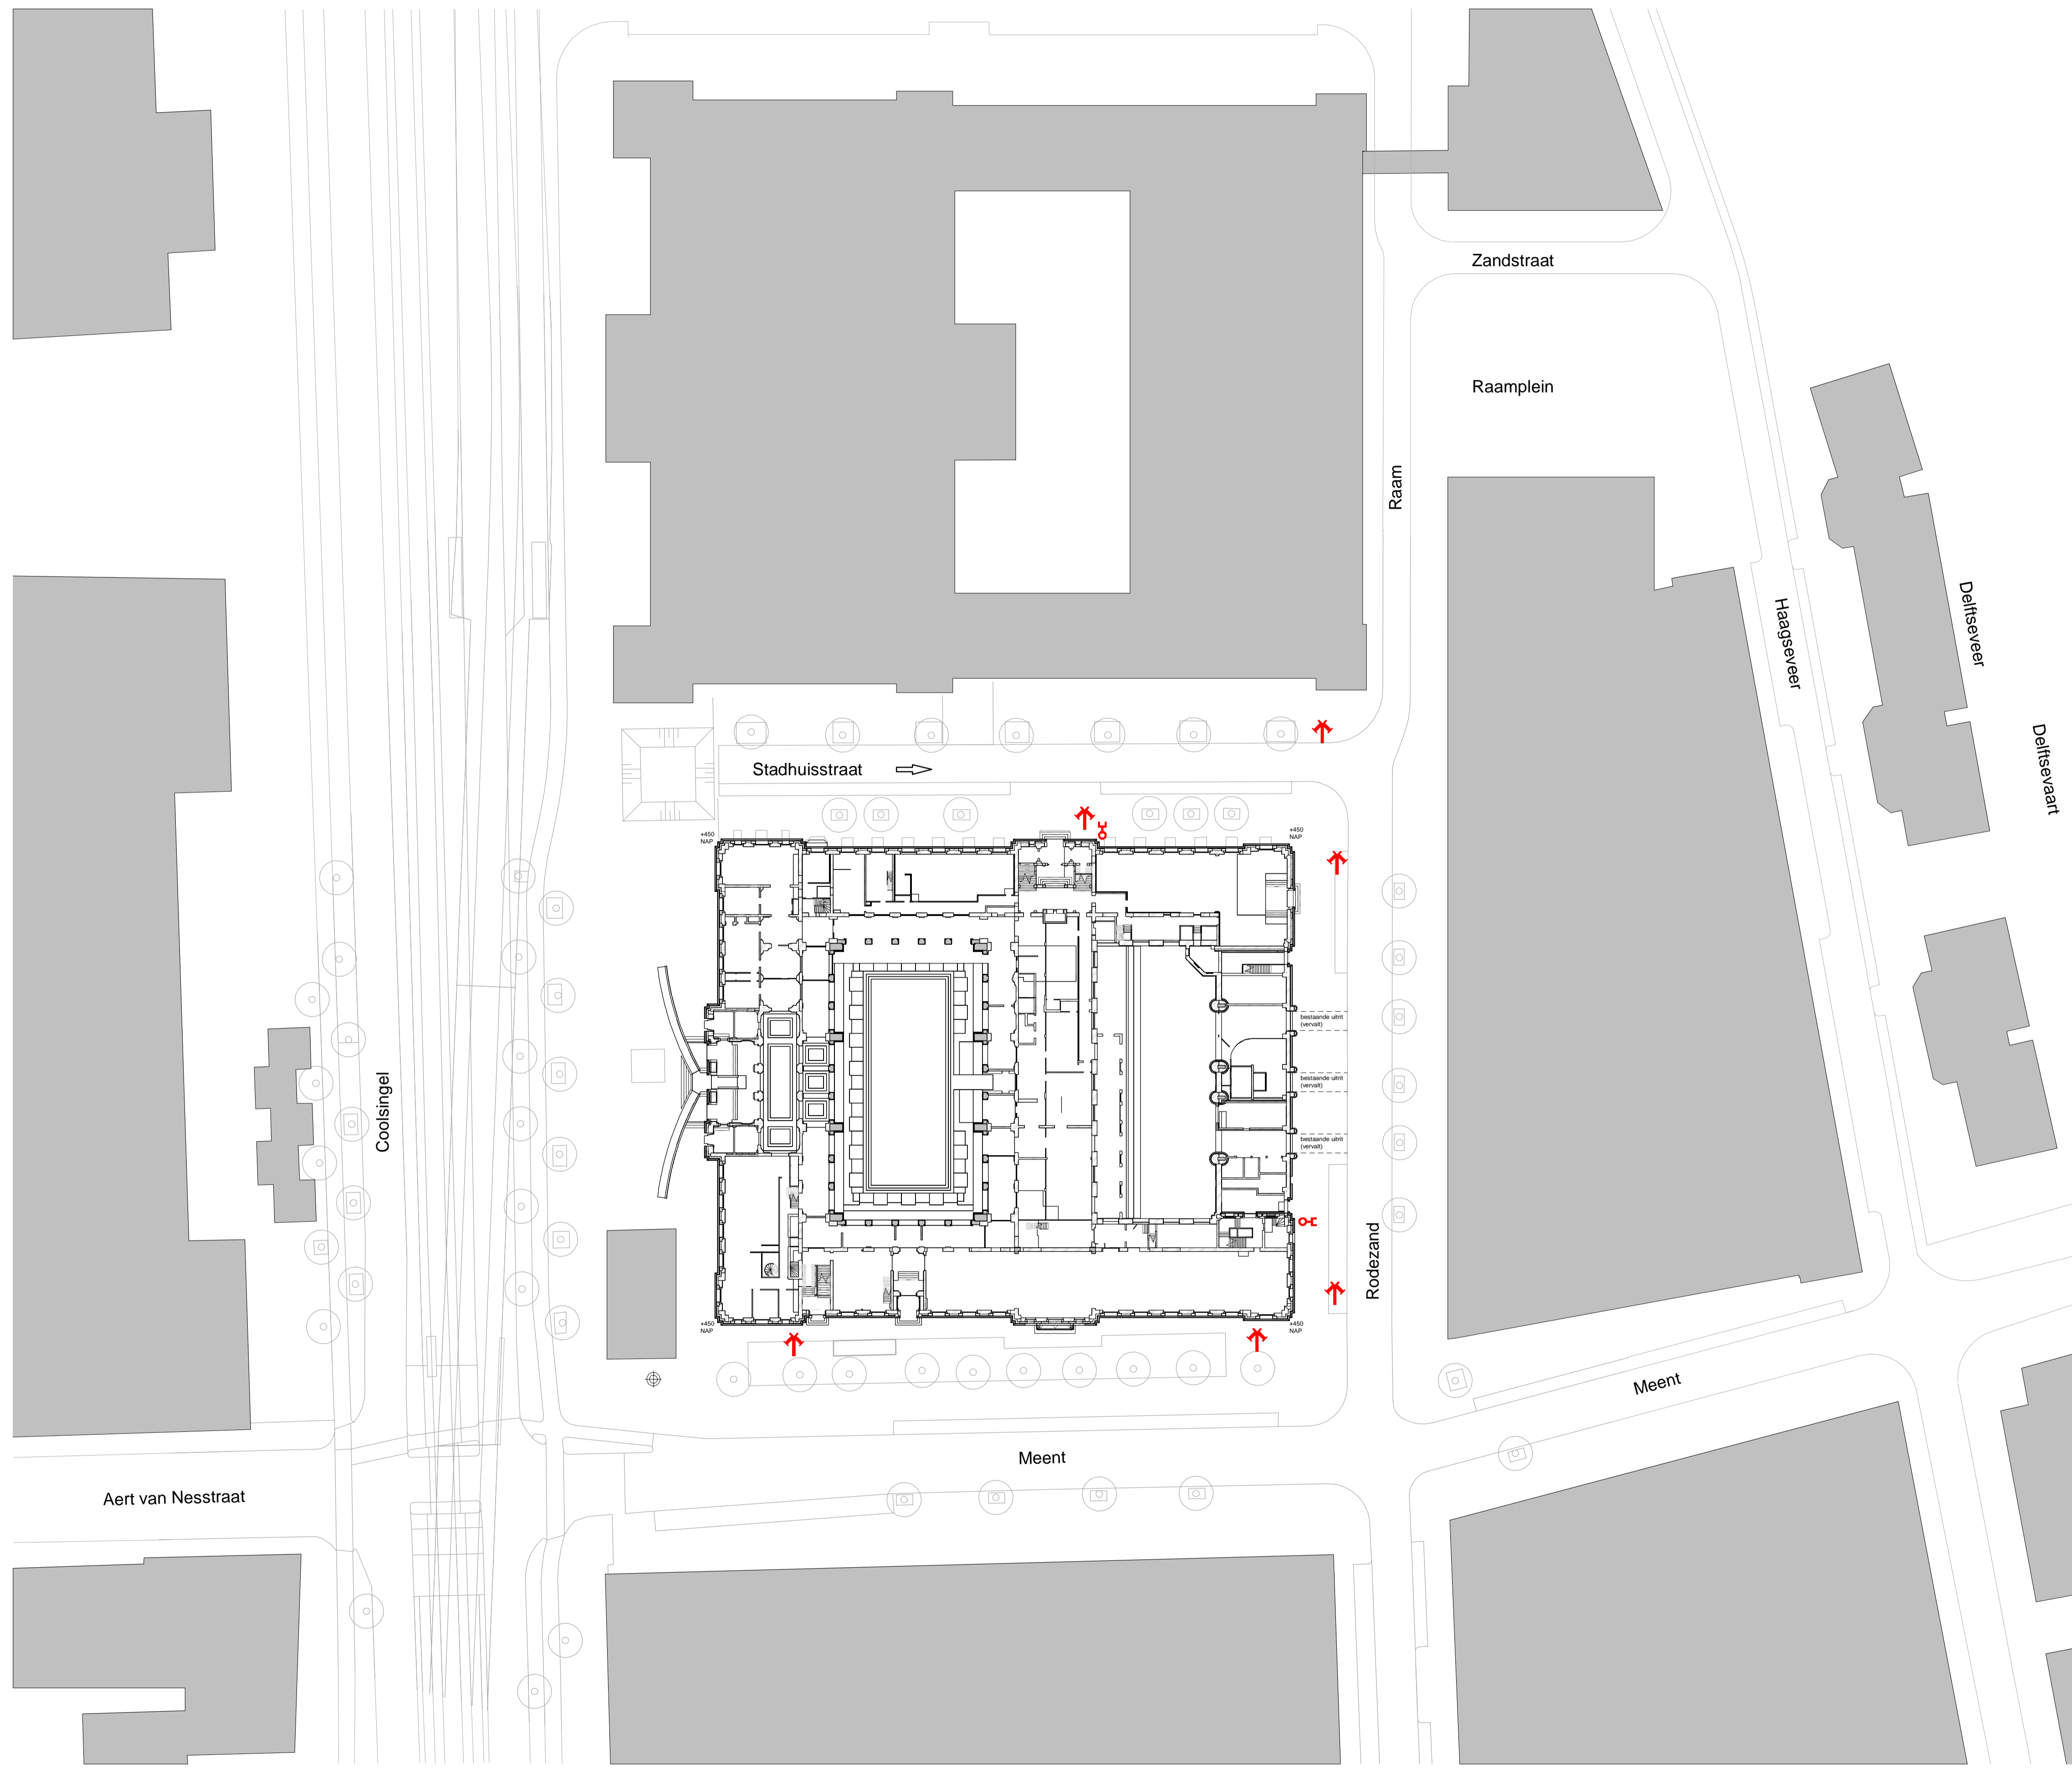 Zandstraat
Raamplein
Raam
Haagseveer
Delftseveer
Delftsevaart
Stadhuisstraat
+450
NAP
+450
NAP
bestaande uitrit
(vervalt)
bestaande uitrit
(vervalt)
bestaande uitrit
(vervalt)
Coolsingel
Rodezand
+450
NAP
+450
NAP
Meent
Meent
Aert van Nesstraat